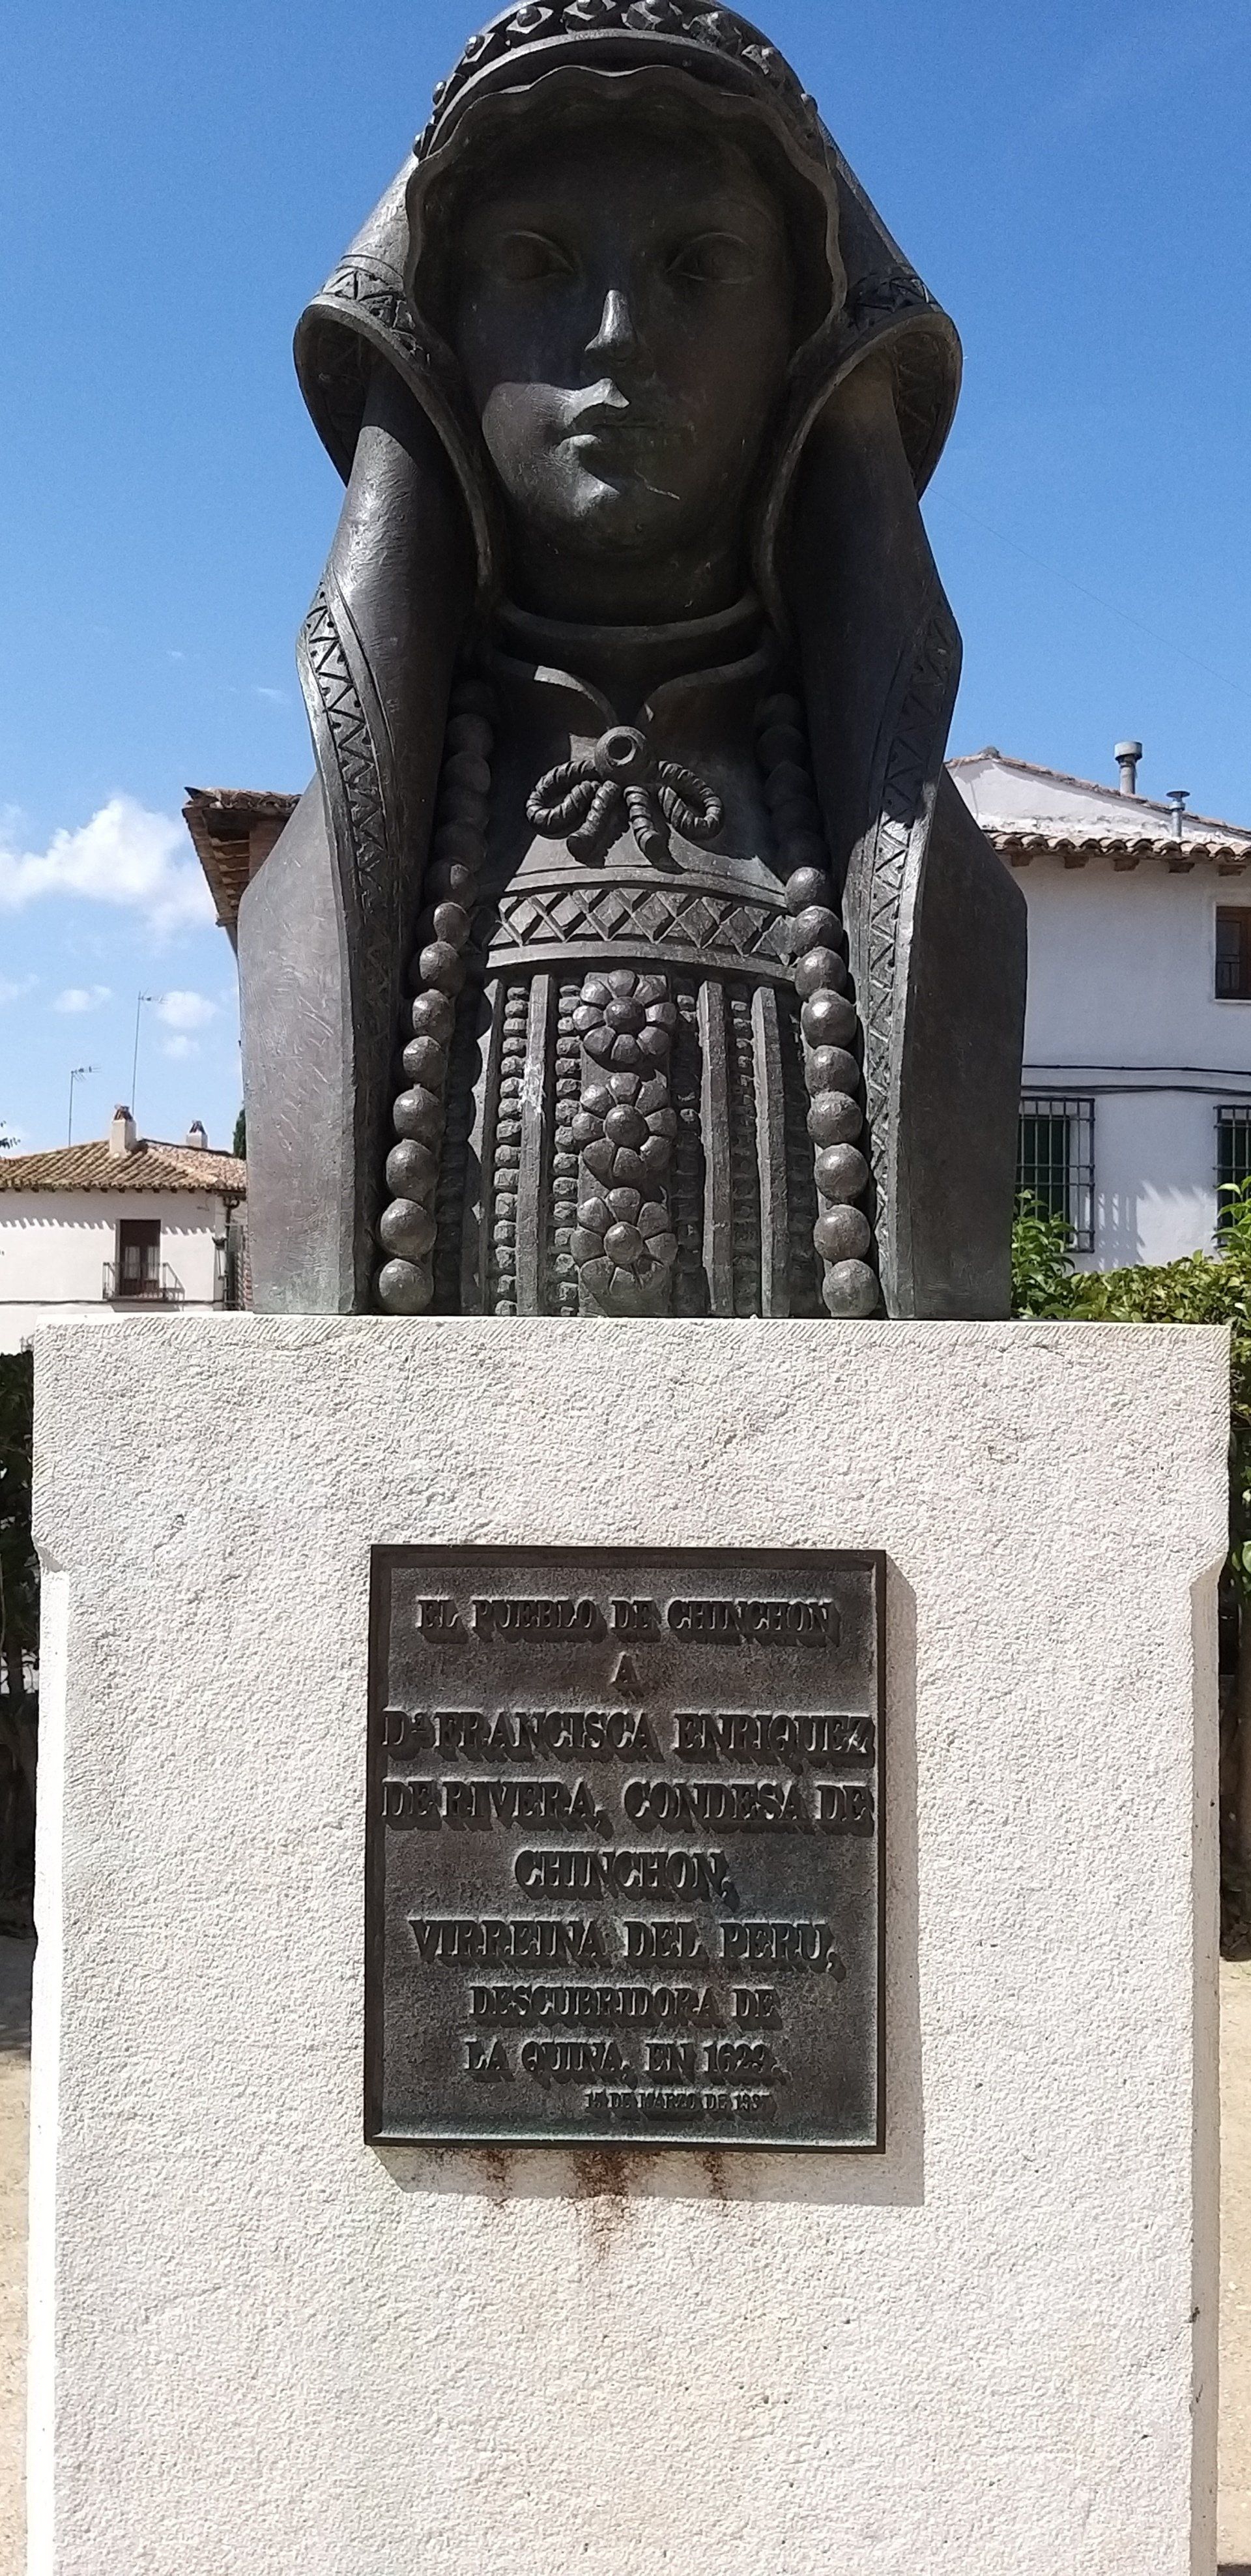 EL PUEBLO DE CHINCHON
A
Dª FRANCISCA ENRIQUEZ
DE RIVERA, CONDESA DE
CHINCHON,
VIRREINA DEL PERU,
DESCUBRIDORA DE
LA QUINA, EN 1629.
DE MARZO DE